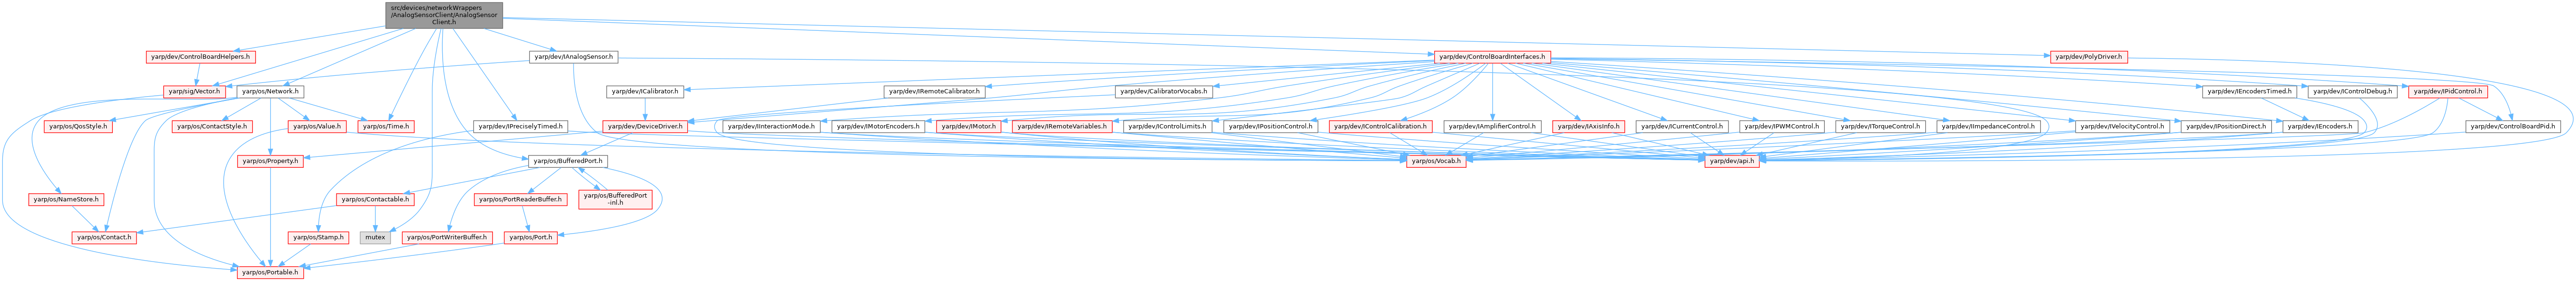 src/devices/networkWrappers
/AnalogSensorClient/AnalogSensor
Client.h
yarp/dev/ControlBoardHelpers.h
yarp/dev/IAnalogSensor.h
yarp/dev/ControlBoardInterfaces.h
yarp/dev/PolyDriver.h
yarp/sig/Vector.h
yarp/os/Network.h
yarp/dev/ICalibrator.h
yarp/dev/IRemoteCalibrator.h
yarp/dev/CalibratorVocabs.h
yarp/dev/IEncodersTimed.h
yarp/dev/IControlDebug.h
yarp/dev/IPidControl.h
yarp/os/QosStyle.h
yarp/os/ContactStyle.h
yarp/os/Value.h
yarp/os/Time.h
yarp/dev/IPreciselyTimed.h
yarp/dev/DeviceDriver.h
yarp/dev/IInteractionMode.h
yarp/dev/IMotorEncoders.h
yarp/dev/IMotor.h
yarp/dev/IRemoteVariables.h
yarp/dev/IControlLimits.h
yarp/dev/IPositionControl.h
yarp/dev/IControlCalibration.h
yarp/dev/IAmplifierControl.h
yarp/dev/IAxisInfo.h
yarp/dev/ICurrentControl.h
yarp/dev/IPWMControl.h
yarp/dev/ITorqueControl.h
yarp/dev/IImpedanceControl.h
yarp/dev/IVelocityControl.h
yarp/dev/IPositionDirect.h
yarp/dev/IEncoders.h
yarp/dev/ControlBoardPid.h
yarp/os/Property.h
yarp/os/BufferedPort.h
yarp/os/Vocab.h
yarp/dev/api.h
yarp/os/NameStore.h
yarp/os/Contactable.h
yarp/os/PortReaderBuffer.h
yarp/os/BufferedPort
-inl.h
yarp/os/Contact.h
yarp/os/Stamp.h
mutex
yarp/os/PortWriterBuffer.h
yarp/os/Port.h
yarp/os/Portable.h